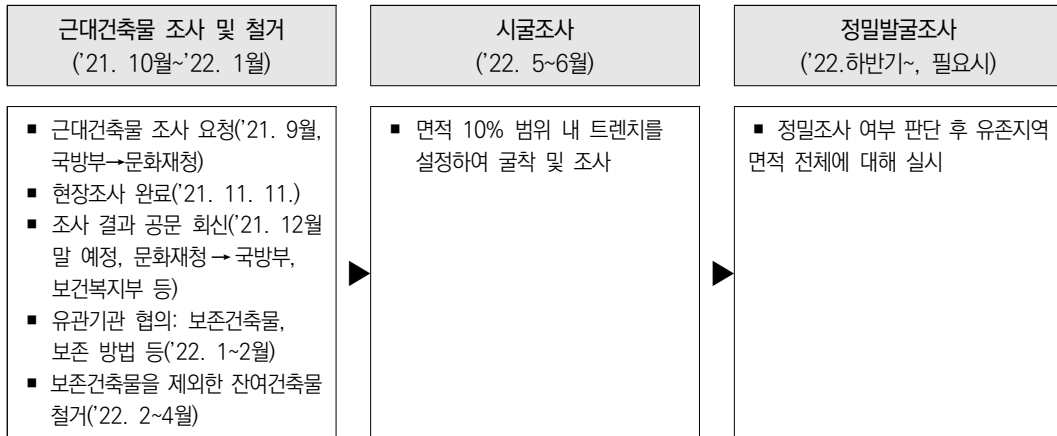 근대건축물 조사 및 철거
(’21. 10월~’22. 1월)
■ 근대건축물 조사 요청(’21. 9월,
국방부→문화재청)
■ 현장조사 완료(’21. 11. 11.)
■ 조사 결과 공문 회신(’21. 12월
말 예정, 문화재청 → 국방부,
보건복지부 등)
■ 유관기관 협의: 보존건축물,
보존 방법 등(’22. 1~2월)
■ 보존건축물을 제외한 잔여건축물
철거(’22. 2~4월)
▶
시굴조사
(’22. 5~6월)
■ 면적 10% 범위 내 트렌치를
설정하여 굴착 및 조사
▶
정밀발굴조사
(’22.하반기~, 필요시)
■ 정밀조사 여부 판단 후 유존지역
면적 전체에 대해 실시